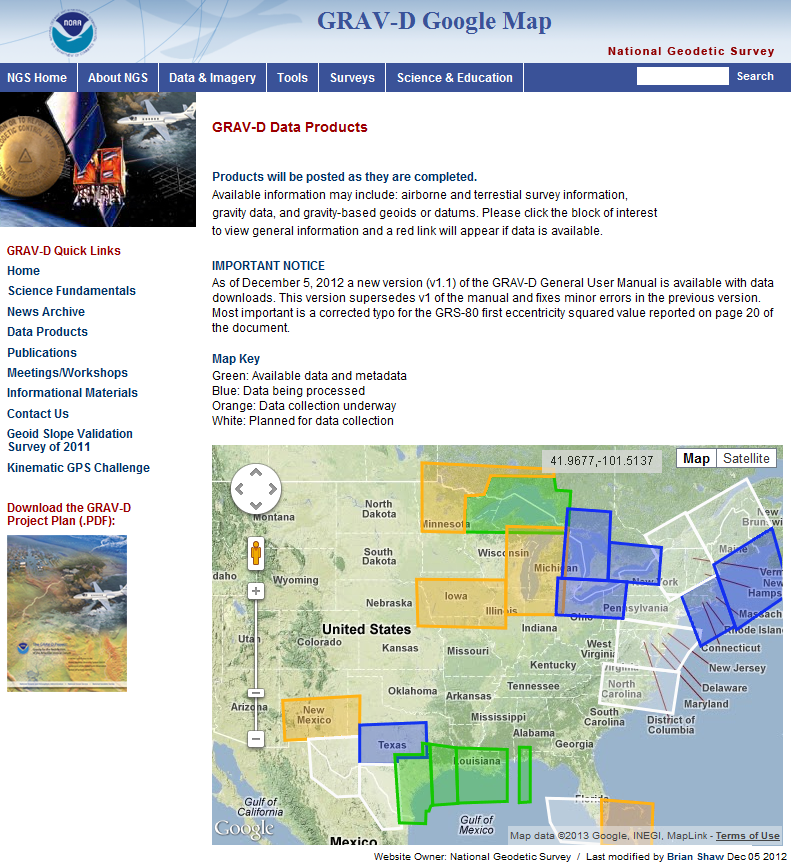 NOAA
GRAV-D Google Map
National Geodetic Survey
NGS Home
About NGS
Data & Imagery
Tools
Surveys
Science & Education
Search
GRAV-D Data Products
Products will be posted as they are completed.
Available information may include: airborne and terrestial survey information,
gravity data, and gravity-based geoids or datums. Please click the block of interest
to view general information and a red link will appear if data is available.
IMPORTANT NOTICE
As of December 5, 2012 a new version (v1.1) of the GRAV-D General User Manual is available with data
downloads. This version supersedes v1 of the manual and fixes minor errors in the previous version.
Most important is a corrected typo for the GRS-80 first eccentricity squared value reported on page 20 of
the document.
Map Key
Green: Available data and metadata
Blue: Data being processed
Orange: Data collection underway
White: Planned for data collection
GRAV-D Quick Links
Home
Science Fundamentals
News Archive
Data Products
Publications
Meetings/Workshops
Informational Materials
Contact Us
Geoid Slope Validation
Survey of 2011
Kinematic GPS Challenge
Download the GRAV-D
Project Plan (.PDF):
41.9677,-101.5137
Map
Satellite
Montana
North
Dakota
Minnesota
New
Brunswi
Maine
South
Dakota
Wisconsin
Michigan
New York
Verm
New
Hamps
daho
Wyoming
Massach
Rhode Island
Connecticut
Nebraska
Iowa
Illinois
Ohio
Pennsylvania
Indiana
United States
Utah
Colorado
Kansas
Missouri
West
Virginia
Virginia
New Jersey
Kentucky
Delaware
Maryland
District of
Columbia
Oklahoma
Arkansas
Tennessee
North
Carolina
South
Carolina
Arizona
New
Mexico
Mississippi
Alabama
Georgia
Texas
Louisiana
Florida
Gulf of
California
Gulf of
Mexico
Mexico
Google
Map data ©2013 Google, INEGI, MapLink - Terms of Use
Website Owner: National Geodetic Survey / Last modified by Brian Shaw Dec 05 2012